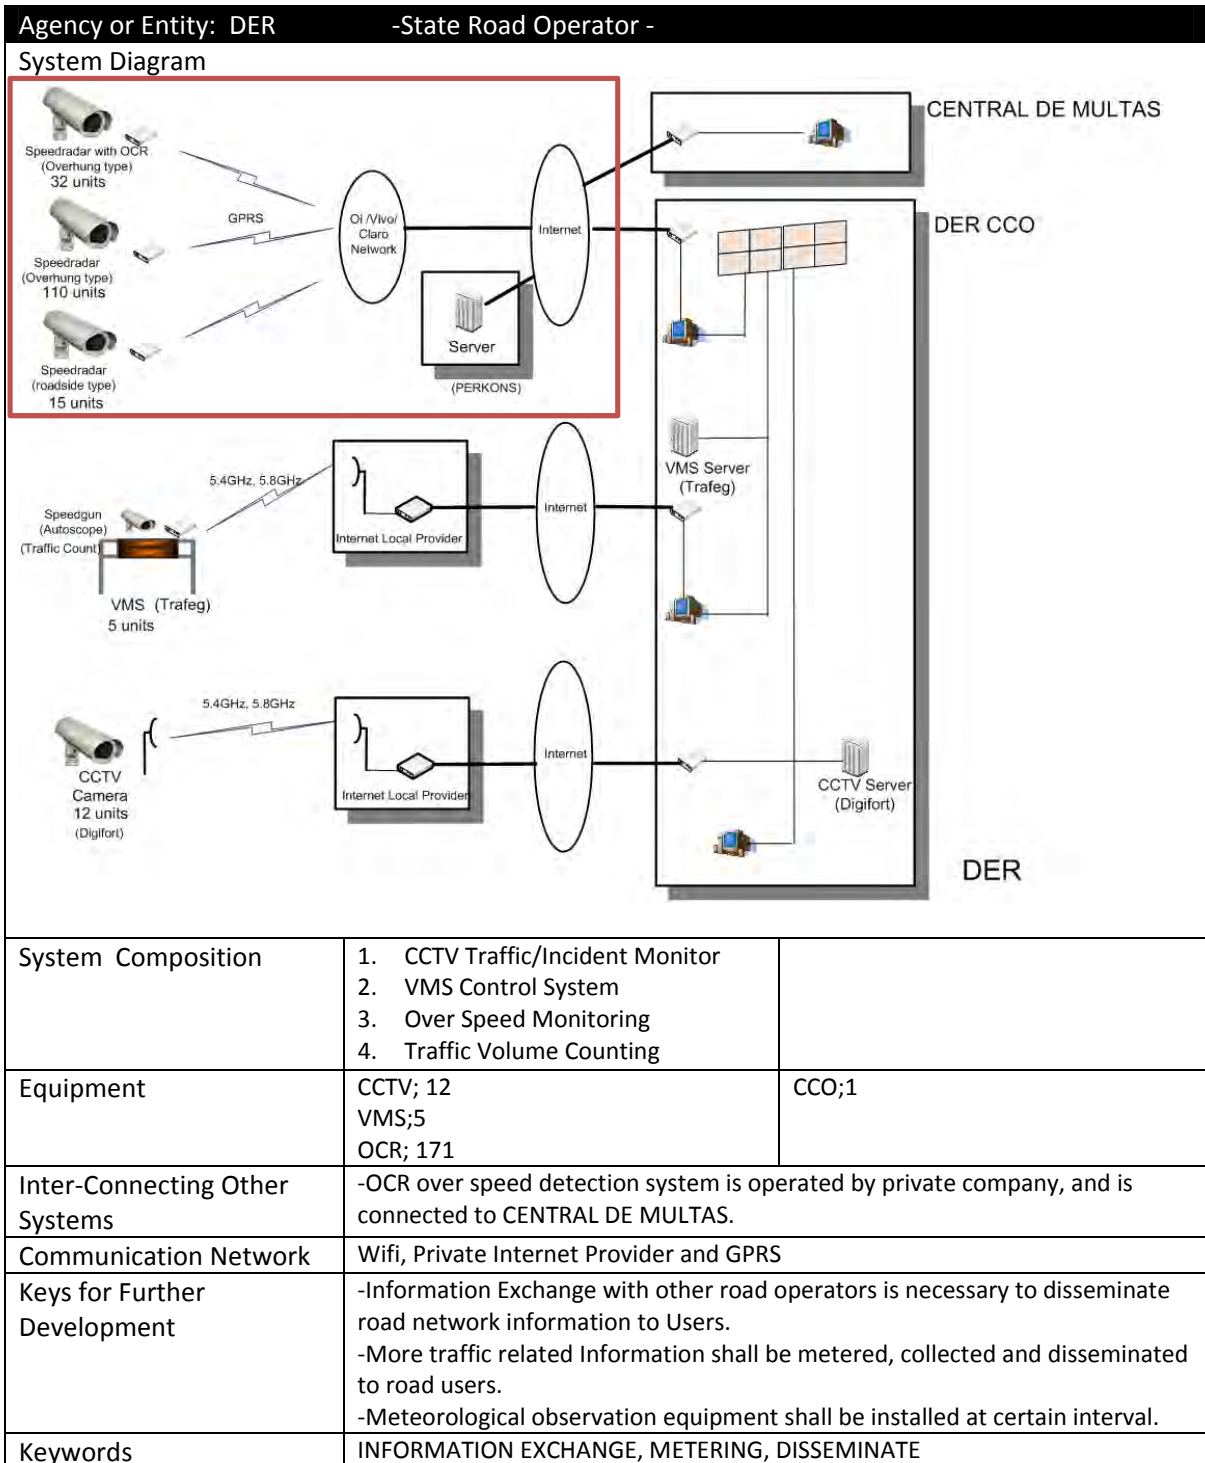 Agency or Entity: DER -State Road Operator -
System Diagram
CENTRAL DE MULTAS
Speedradar with OCR
(Overhung type)
32 units
GPRS
Speedradar
(Overhung type)
110 units
Speedradar
(roadside type)
15 units
Oi /Vivo/
Claro
Network
Internet
Server
(PERKONS)
DER CCO
5.4GHz, 5.8GHz
Speedgun
(Autoscope)
(Traffic Count)
VMS (Trafeg)
5 units
Internet Local Provider
Internet
VMS Server
(Trafeg)
5.4GHz, 5.8GHz
CCTV
Camera
12 units
(Digifort)
Internet Local Provider
Internet
CCTV Server
(Digifort)
DER
System Composition
1. CCTV Traffic/Incident Monitor
2. VMS Control System
3. Over Speed Monitoring
4. Traffic Volume Counting
Equipment
CCTV; 12
VMS;5
OCR; 171
CCO;1
Inter-Connecting Other
Systems
-OCR over speed detection system is operated by private company, and is
connected to CENTRAL DE MULTAS.
Communication Network
Wifi, Private Internet Provider and GPRS
Keys for Further
Development
-Information Exchange with other road operators is necessary to disseminate
road network information to Users.
-More traffic related Information shall be metered, collected and disseminated
to road users.
-Meteorological observation equipment shall be installed at certain interval.
Keywords
INFORMATION EXCHANGE, METERING, DISSEMINATE